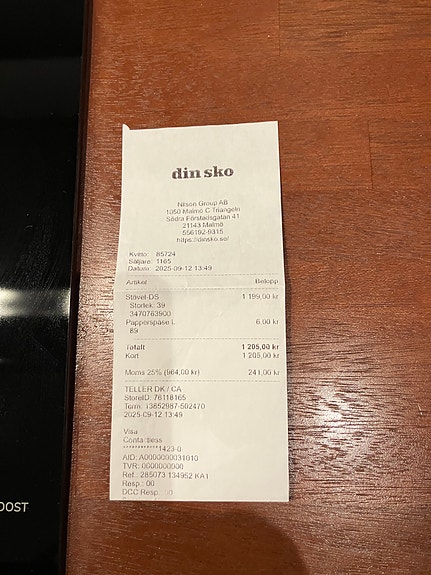 din sko
Nilson Group AB
1050 Malmö C Triangeln
Södra Förstadsgatan 41
21143 Malmö
556192-9315
https://dinsko.se/
Kvitto: 85724
Säljare: 1165
Datum: 2025-09-12 13:49
Artikel Belopp
Stövel-DS 1 199,00 kr
Storlek: 39
3470763900
Papperspåse L 6,00 kr
89
Totalt 1 205,00 kr
Kort 1 205,00 kr
Moms 25% (964,00 kr) 241,00 kr
TELLER DK / CA
StoreID: 76118165
Term: 13852987-502470
2025-09-12 13:49
Visa
Contactless
************1423-0
AID: A0000000031010
TVR: 0000000000
Ref.: 285073 134952 KA1
Resp.: 00
DCC Resp.: 00
OOST